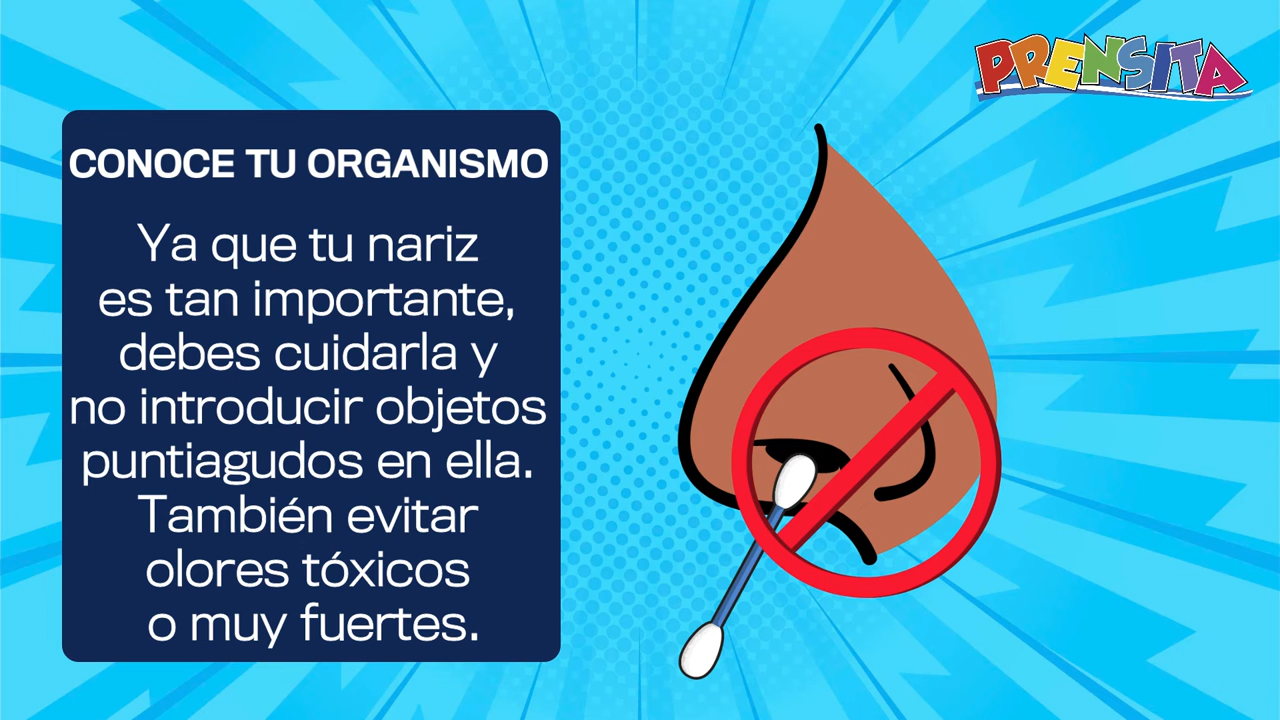 PRENSITA
CONOCE TU ORGANISMO
Ya que tu nariz
es tan importante,
debes cuidarla y
no introducir objetos
puntiagudos en ella.
También evitar
olores tóxicos
o muy fuertes.